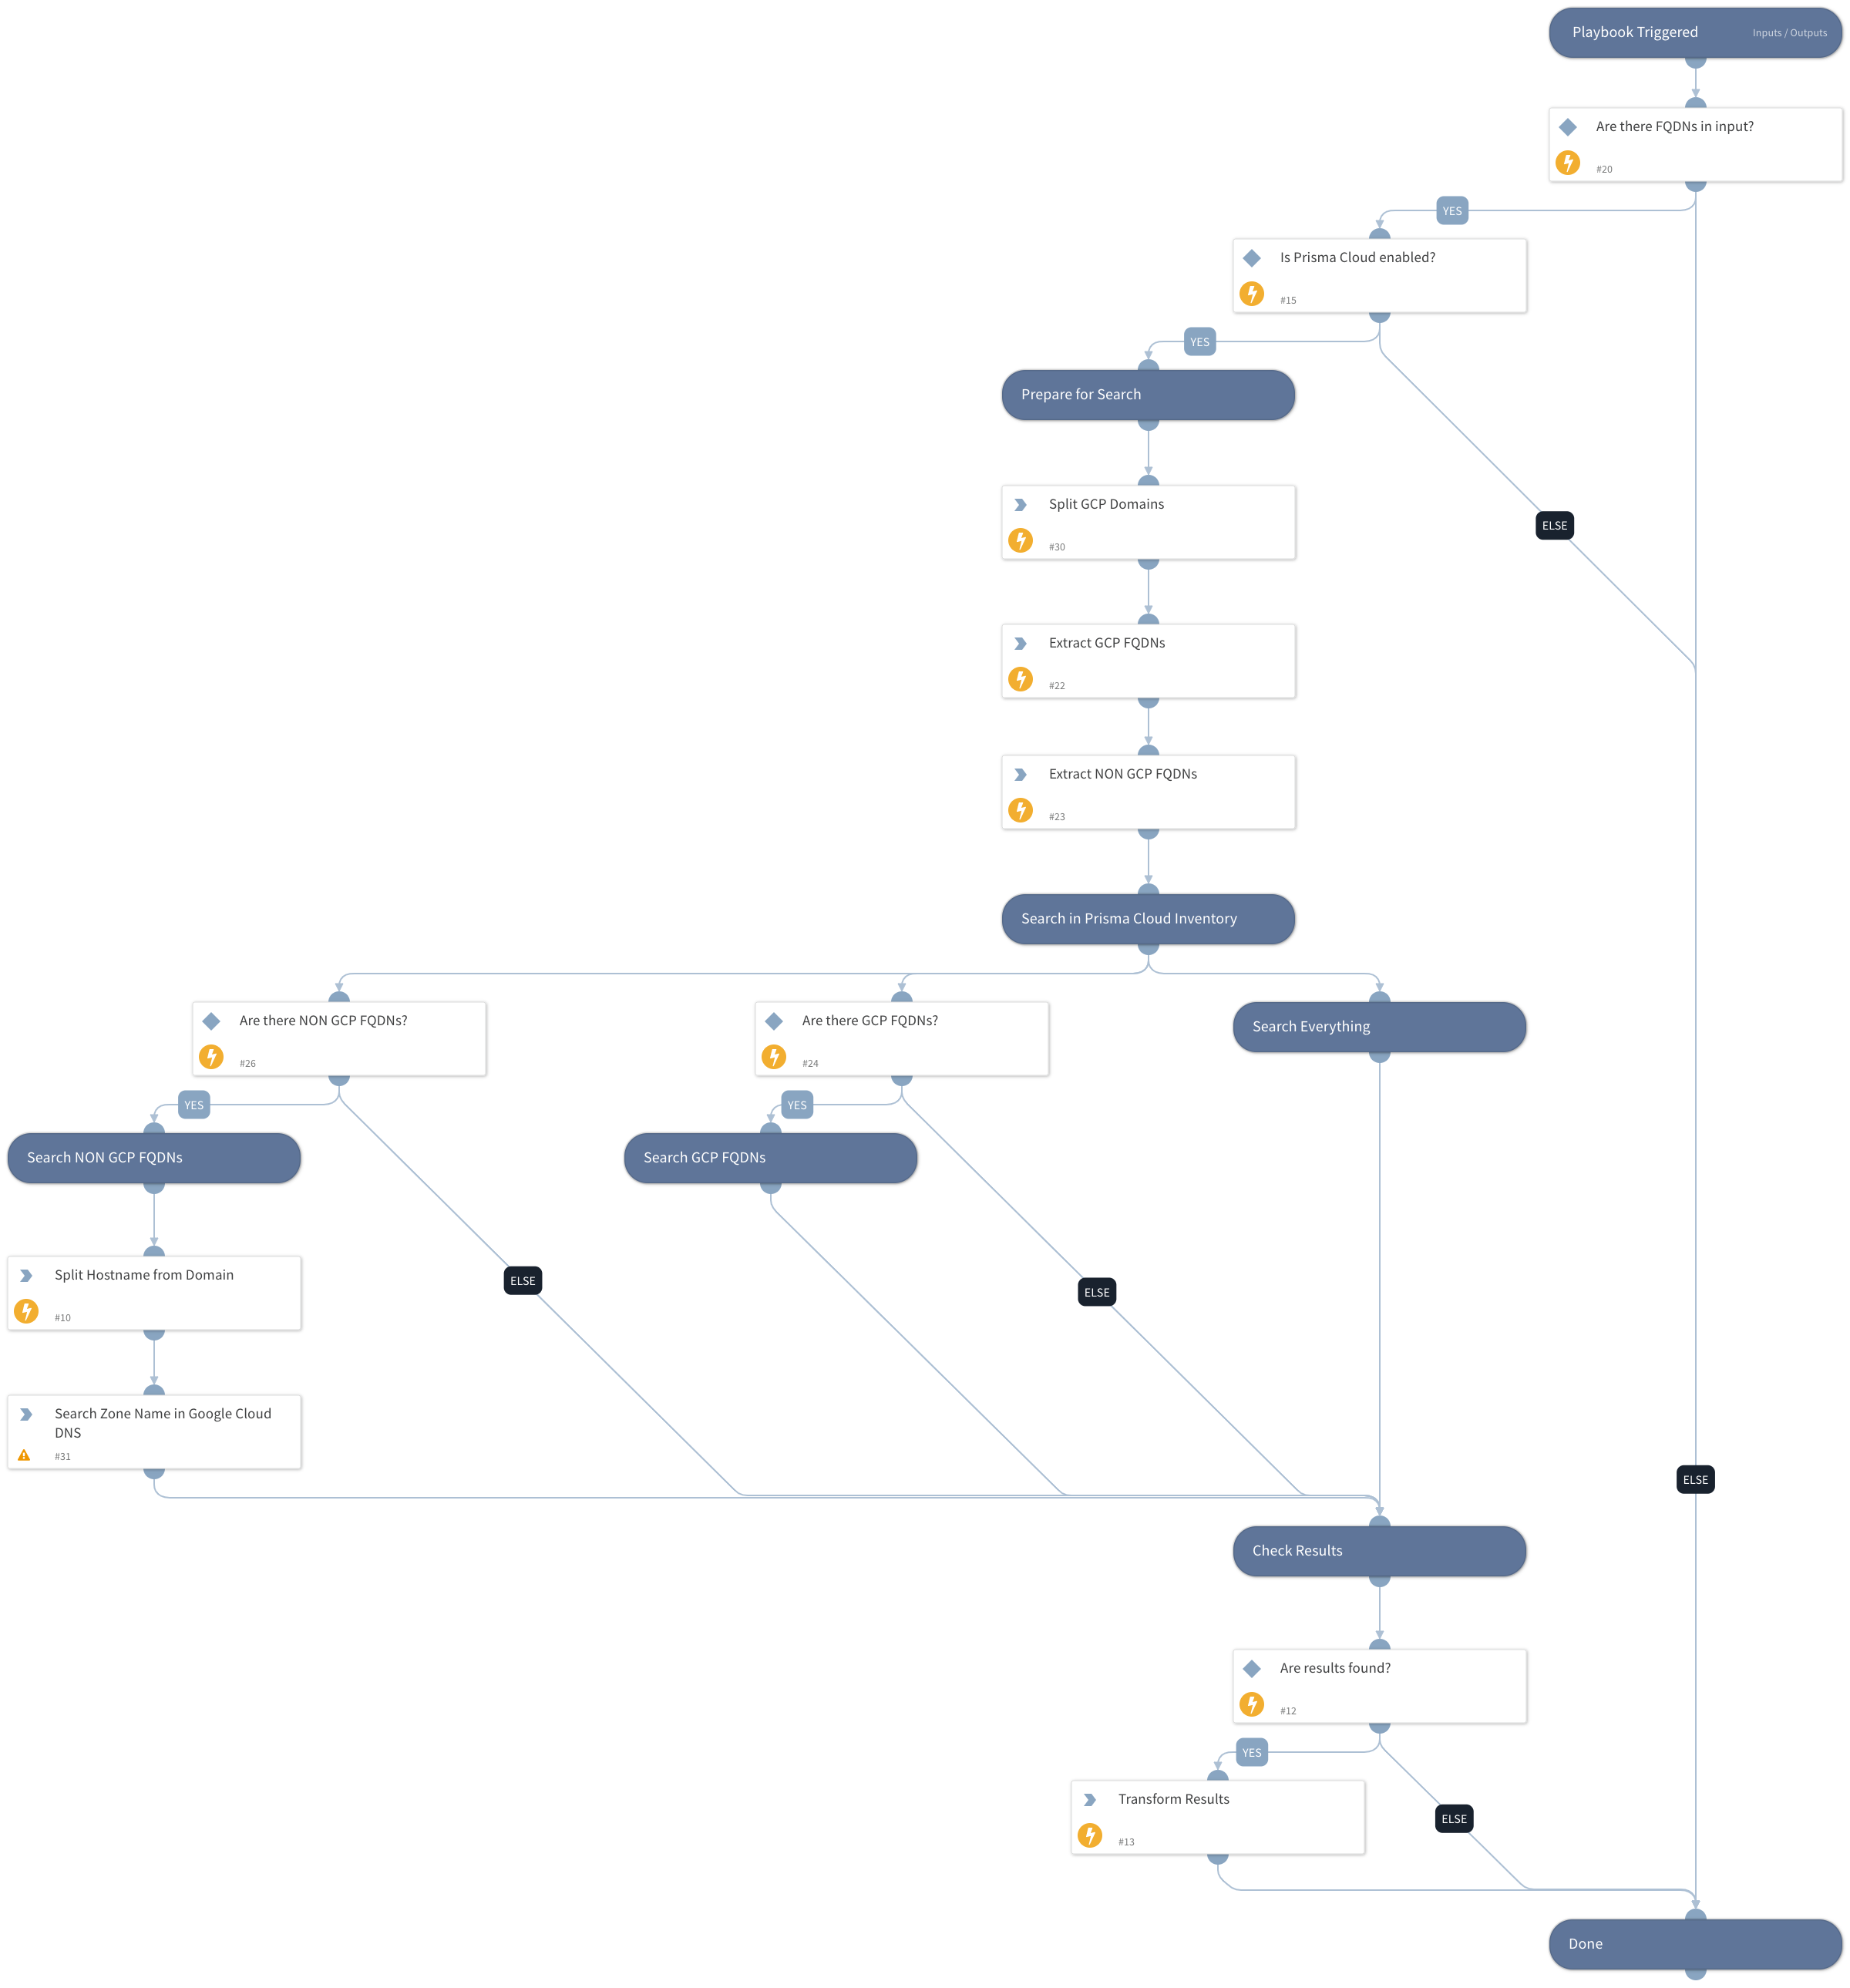 Playbook Triggered Inputs / Outputs
Are there FQDNs in input?
#20
YES
Is Prisma Cloud enabled?
#15
YES
Prepare for Search
Split GCP Domains
#30
ELSE
Extract GCP FQDNs
#22
Extract NON GCP FQDNs
#23
Search in Prisma Cloud Inventory
Are there NON GCP FQDNs?
#26
Are there GCP FQDNs?
#24
Search Everything
YES
YES
Search NON GCP FQDNs
Search GCP FQDNs
Split Hostname from Domain
#10
ELSE
ELSE
Search Zone Name in Google Cloud
DNS
#31
ELSE
Check Results
Are results found?
#12
YES
Transform Results
#13
ELSE
Done